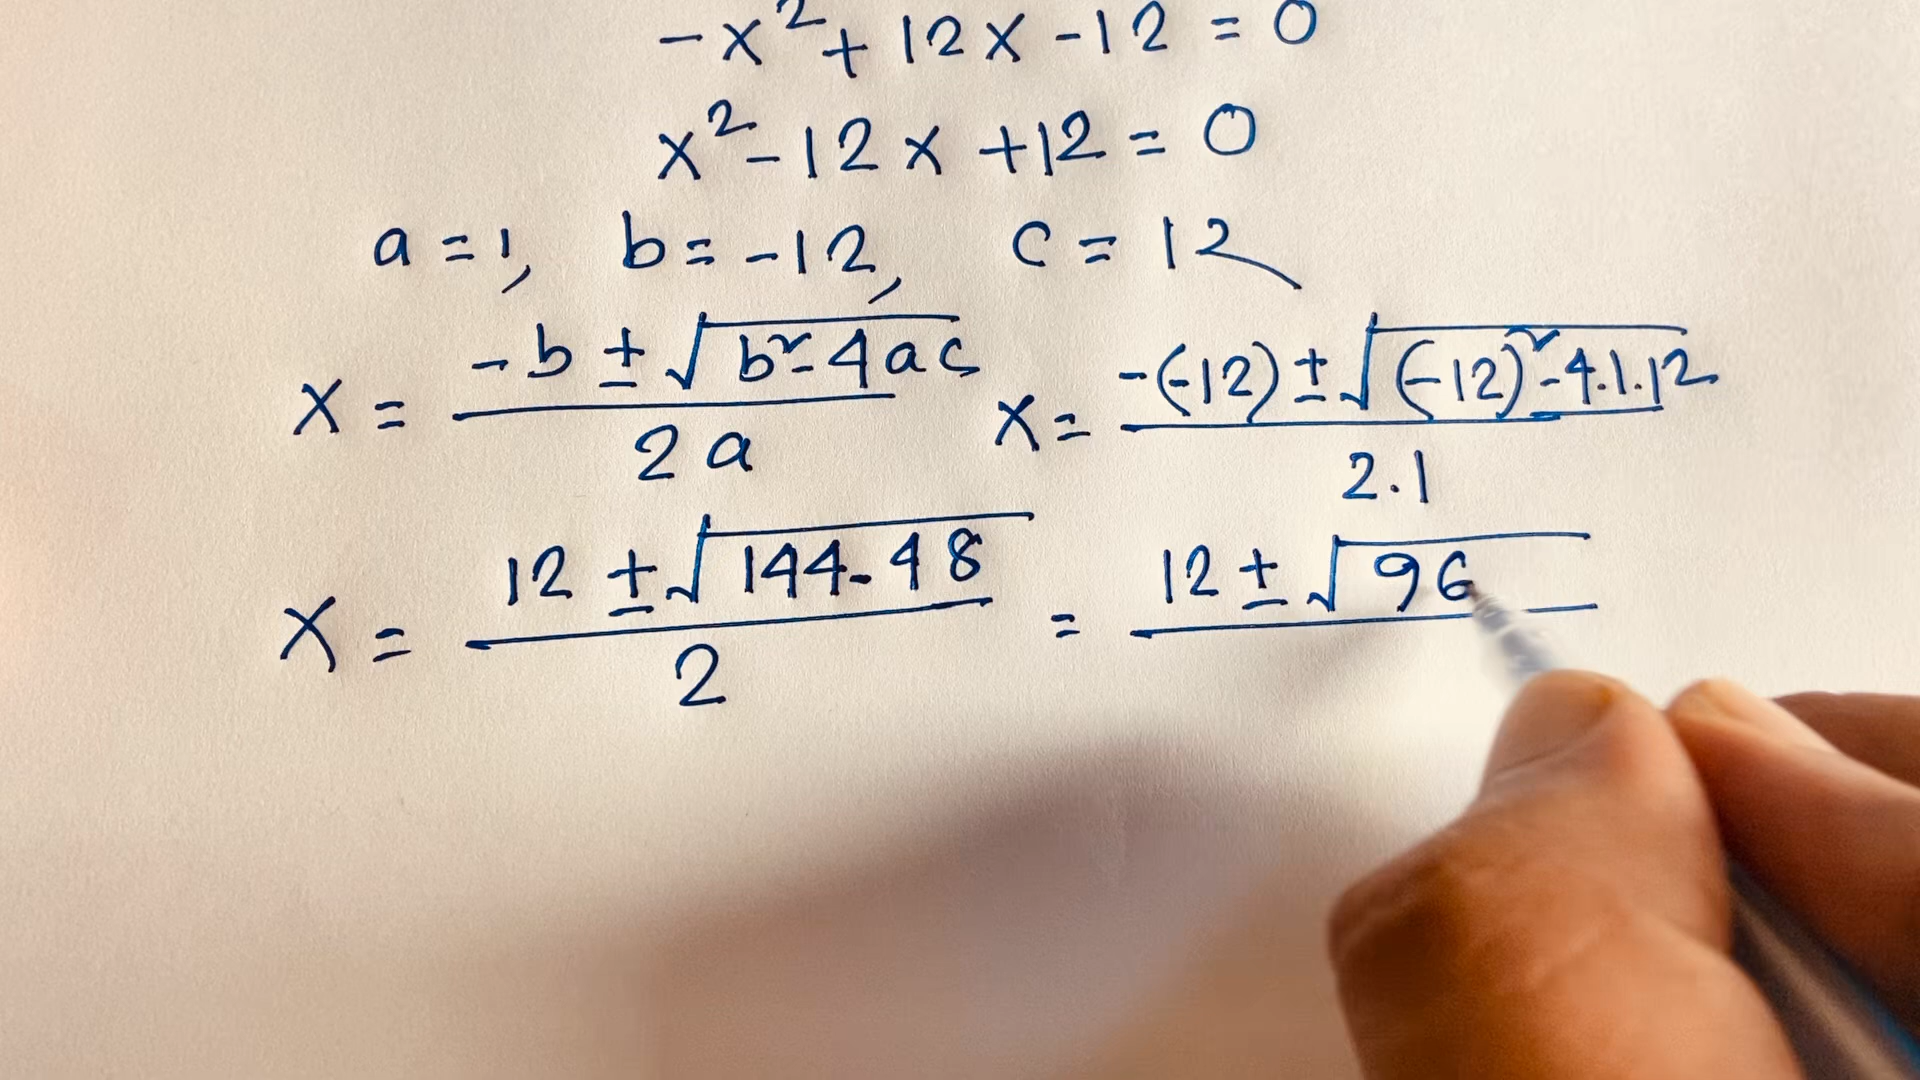 -x²+12x-12=0
x²-12x+12=0
a=1, b=-12, c=12
x = (-b±√(b²-4ac))/(2a) x = (-(-12)±√((-12)²-4.1.12))/(2.1)
x = (12±√(144-48))/2 = (12±√96)/